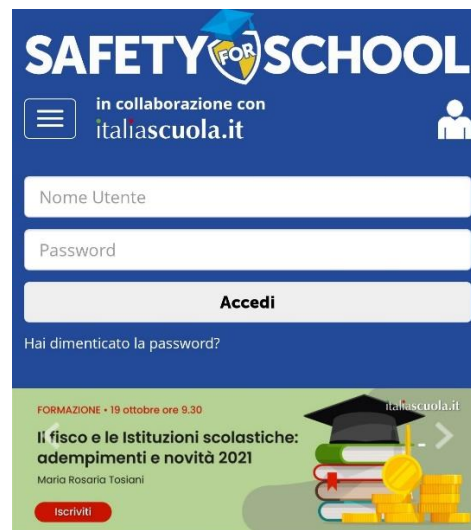 SAFETY FOR SCHOOL
in collaborazione con
italiascuola.it
Nome Utente
Password
Accedi
Hai dimenticato la password?
FORMAZIONE • 19 ottobre ore 9.30
italiascuola.it
Il fisco e le Istituzioni scolastiche:
adempimenti e novità 2021
Maria Rosaria Tosiani
Iscriviti